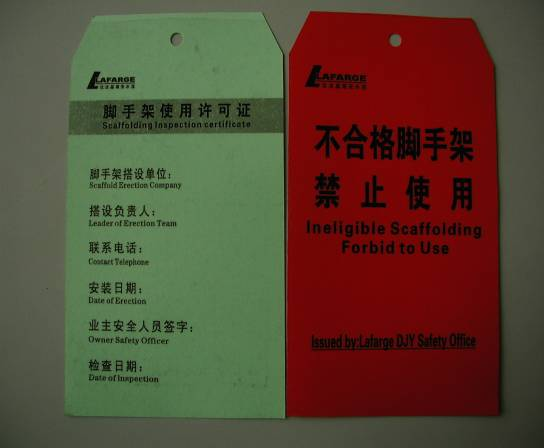 LAFARGE
脚手架使用许可证
Scaffolding Inspection certificate
脚手架搭设单位:
Scaffold Erection Company
搭设负责人:
Leader of Erection Team
联系电话:
Contact Telephone
安装日期:
Date of Erection
业主安全人员签字:
Owner Safety Officer
检查日期:
Date of Inspection
LAFARGE
不合格脚手架
禁止使用
Ineligible Scaffolding
Forbid to Use
Issued by:Lafarge DJY Safety Office